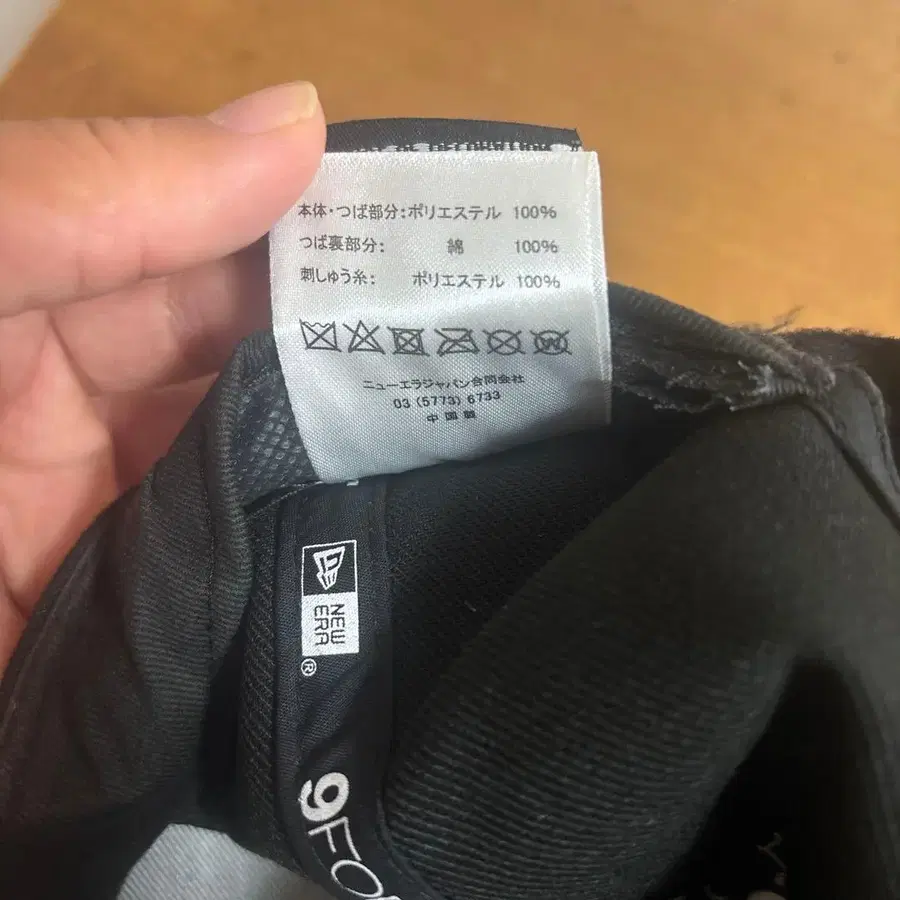 本体・つば部分：ポリエステル 100%
つば裏部分： 綿 100%
刺しゅう糸： ポリエステル 100%
ニューエラジャパン合同会社
03 (5773) 6733
中国製
NEW
ERA
®
9FO